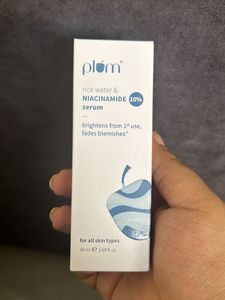 plum®
rice water &
NIACINAMIDE 10%
serum
brightens from 1st use,
fades blemishes*
for all skin types